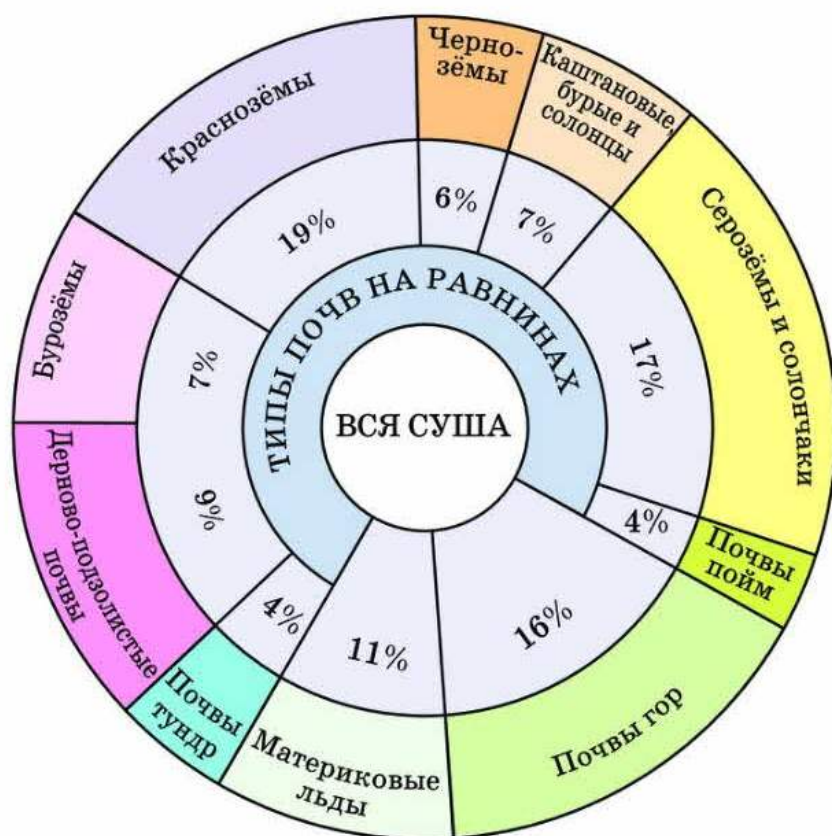 Черно-
зёмы
6%
Каштановые,
бурые и
солонцы
7%
Серозёмы и солончаки
17%
Почвы
пойм
4%
Почвы гор
16%
Материковые
льды
11%
Почвы
тундр
4%
Дерново-подзолистые
почвы
9%
Бурозёмы
7%
Краснозёмы
19%
ТИПЫ ПОЧВ НА РАВНИНАХ
ВСЯ СУША